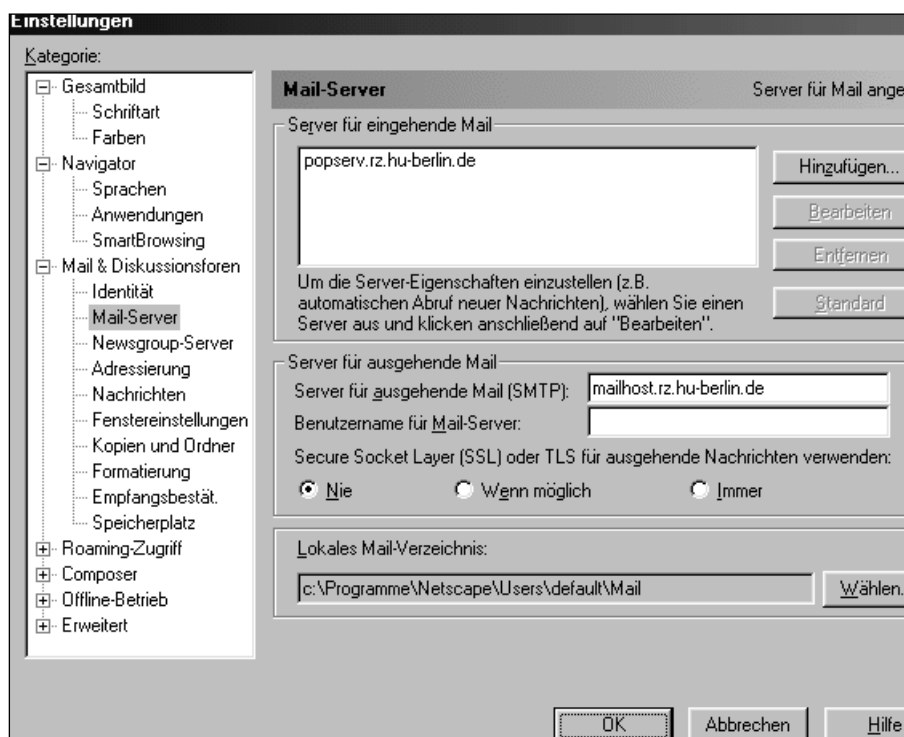 Einstellungen
Kategorie:
Gesamtbild
Schriftart
Farben
Navigator
Sprachen
Anwendungen
SmartBrowsing
Mail & Diskussionsforen
Identität
Mail-Server
Newsgroup-Server
Adressierung
Nachrichten
Fenstereinstellungen
Kopien und Ordner
Formatierung
Empfangsbestät.
Speicherplatz
Roaming-Zugriff
Composer
Offline-Betrieb
Erweitert
Mail-Server Server für Mail ange
Server für eingehende Mail
popserv.rz.hu-berlin.de
Hinzufügen...
Bearbeiten
Entfernen
Standard
Um die Server-Eigenschaften einzustellen (z.B.
automatischen Abruf neuer Nachrichten), wählen Sie einen
Server aus und klicken anschließend auf "Bearbeiten".
Server für ausgehende Mail
Server für ausgehende Mail (SMTP): mailhost.rz.hu-berlin.de
Benutzername für Mail-Server:
Secure Socket Layer (SSL) oder TLS für ausgehende Nachrichten verwenden:
Nie Wenn möglich Immer
Lokales Mail-Verzeichnis:
c:\Programme\Netscape\Users\default\Mail Wählen.
OK Abbrechen Hilfe